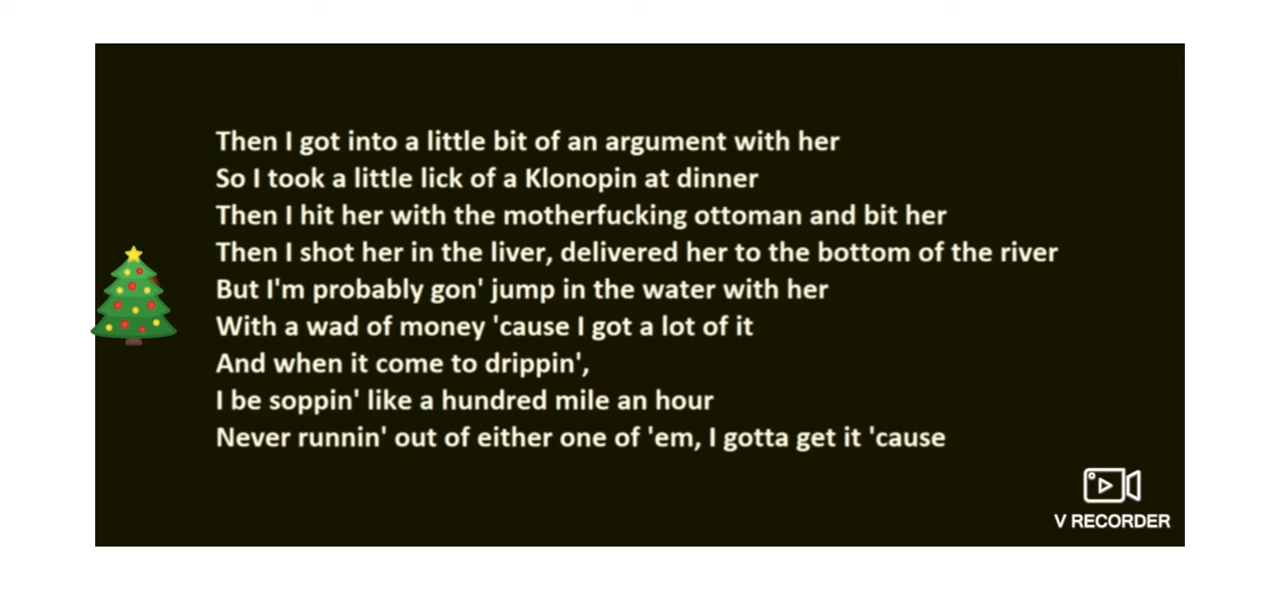 Then I got into a little bit of an argument with her
So I took a little lick of a Klonopin at dinner
Then I hit her with the motherfucking ottoman and bit her
Then I shot her in the liver, delivered her to the bottom of the river
But I'm probably gon' jump in the water with her
With a wad of money 'cause I got a lot of it
And when it come to drippin',
I be soppin' like a hundred mile an hour
Never runnin' out of either one of 'em, I gotta get it 'cause
V RECORDER